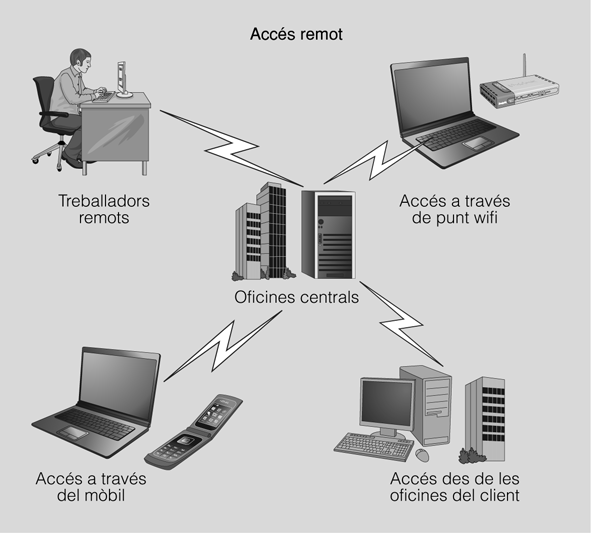 Accés remot
Treballadors
remots
Accés a través
de punt wifi
Oficines centrals
Accés a través
del mòbil
Accés des de les
oficines del client